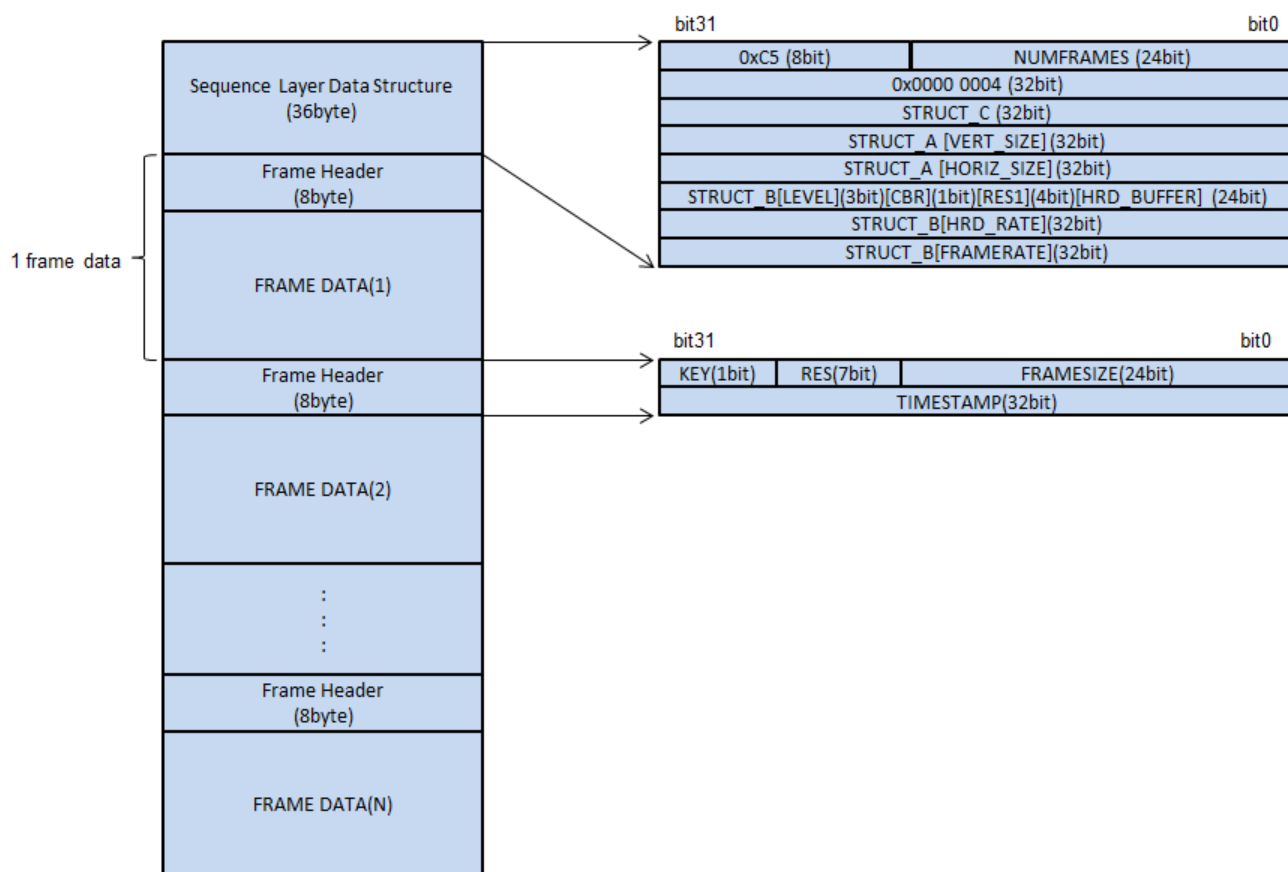 Sequence Layer Data Structure
(36byte)
Frame Header
(8byte)
1 frame data
FRAME DATA(1)
Frame Header
(8byte)
FRAME DATA(2)
:
:
:
Frame Header
(8byte)
FRAME DATA(N)
bit31 bit0
0xC5 (8bit) NUMFRAMES (24bit)
0x0000 0004 (32bit)
STRUCT_C (32bit)
STRUCT_A [VERT_SIZE] (32bit)
STRUCT_A [HORIZ_SIZE] (32bit)
STRUCT_B[LEVEL](3bit)[CBR](1bit)[RES1](4bit)[HRD_BUFFER] (24bit)
STRUCT_B[HRD_RATE](32bit)
STRUCT_B[FRAMERATE](32bit)
bit31 bit0
KEY(1bit) RES(7bit) FRAMESIZE(24bit)
TIMESTAMP(32bit)